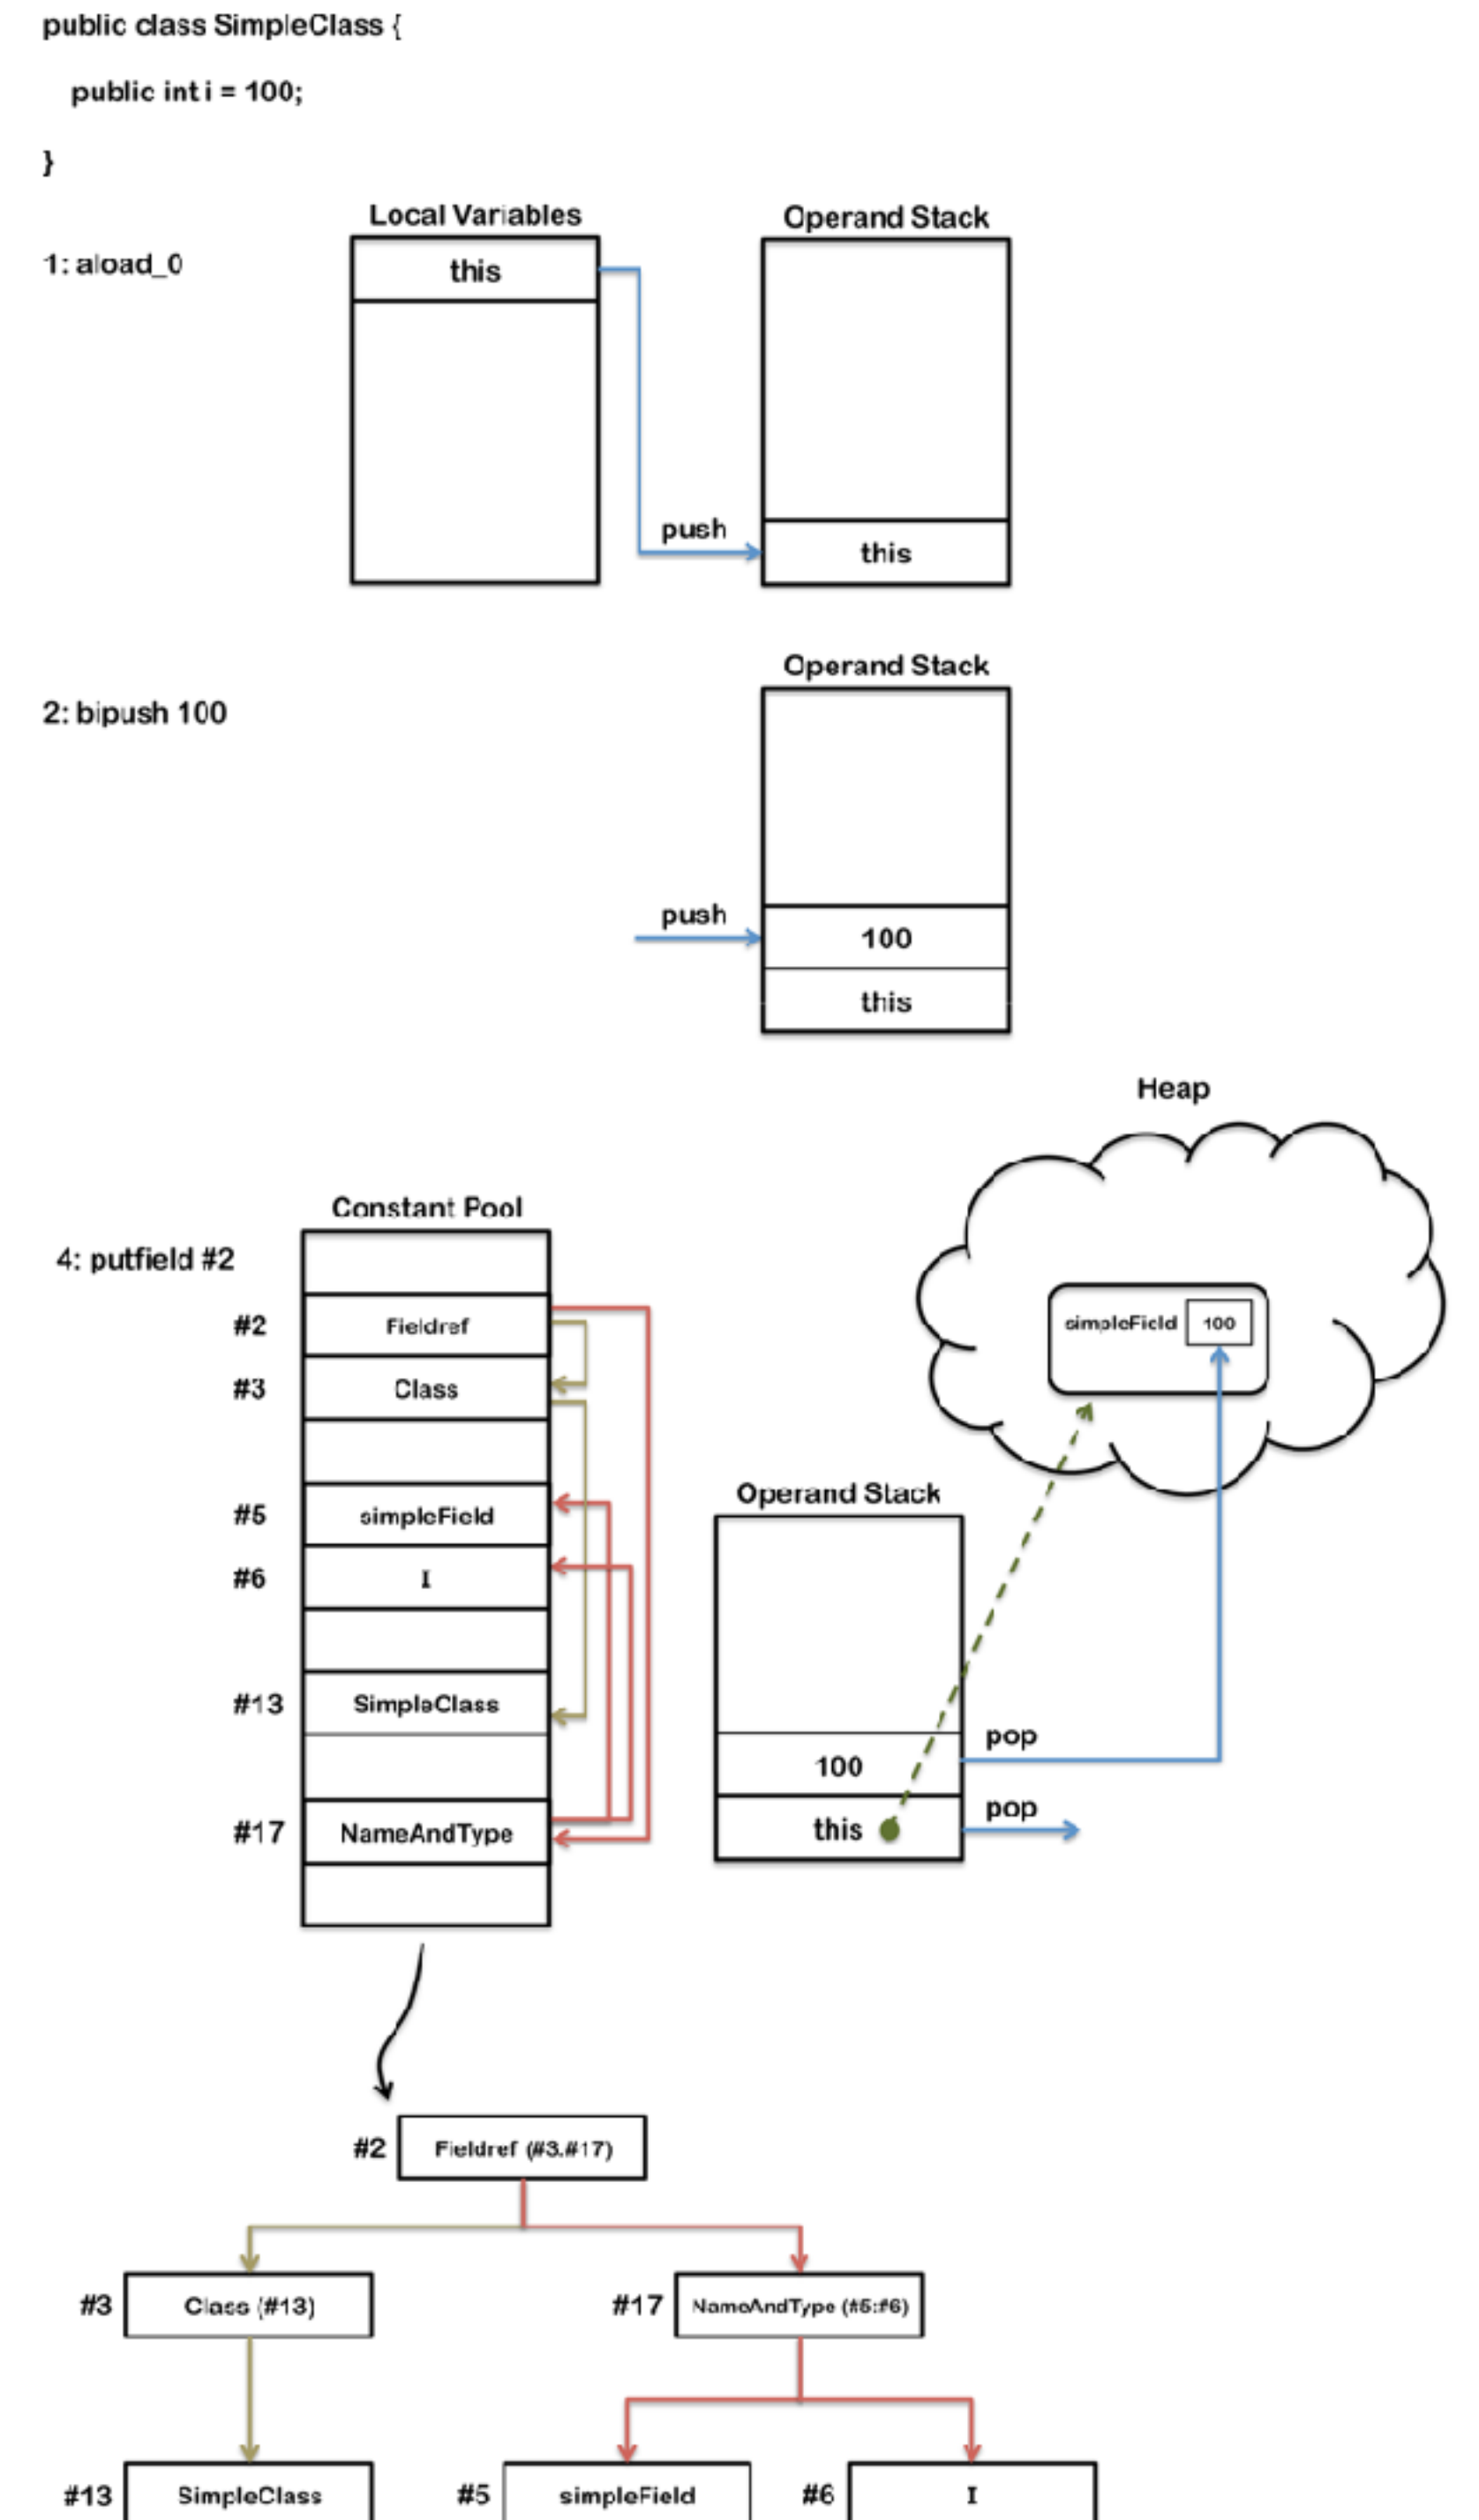 public class SimpleClass {
public int i = 100;
}
Local Variables
Operand Stack
1: aload_0
this
push
this
Operand Stack
2: bipush 100
push
100
this
Heap
Constant Pool
4: putfield #2
#2
Fieldref
simpleField
100
#3
Class
Operand Stack
#5
simpleField
#6
I
#13
SimpleClass
pop
100
pop
this
#17
NameAndType
#2
Fieldref (#3.#17)
#3
Class (#13)
#17
NameAndType (#5:#6)
#13
SimpleClass
#5
simpleField
#6
I